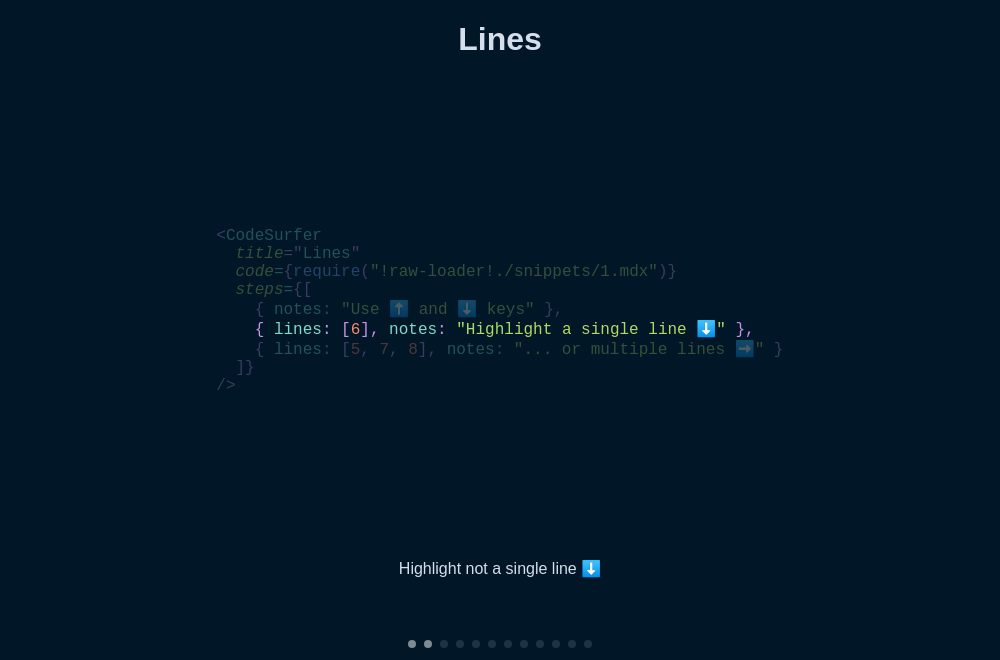 Lines
<CodeSurfer
  title="Lines"
  code={require("!raw-loader!./snippets/1.mdx")}
  steps={[
    { notes: "Use ⬆️ and ⬇️ keys" },
    { lines: [6], notes: "Highlight a single line ⬇️" },
    { lines: [5, 7, 8], notes: "... or multiple lines ➡️" }
  ]}
/>
Highlight not a single line ⬇️